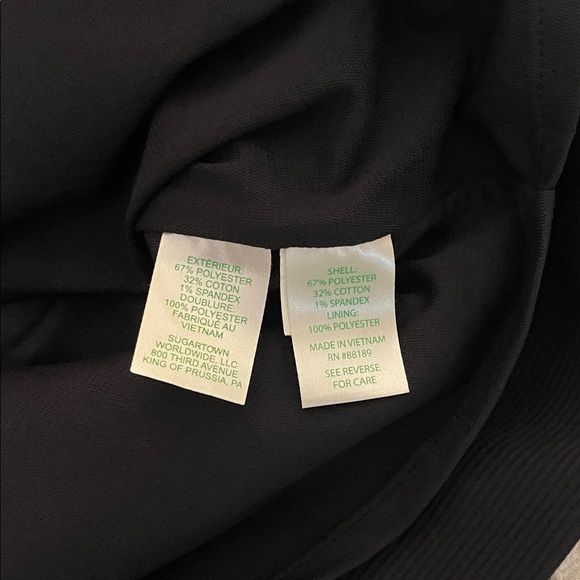 EXTÉRIEUR:
67% POLYESTER
32% COTON
1% SPANDEX
DOUBLURE:
100% POLYESTER
FABRIQUÉ AU
VIETNAM
SUGARTOWN
WORLDWIDE, LLC
800 THIRD AVENUE
KING OF PRUSSIA, PA
SHELL:
67% POLYESTER
32% COTTON
1% SPANDEX
LINING:
100% POLYESTER
MADE IN VIETNAM
RN #88189
SEE REVERSE
FOR CARE